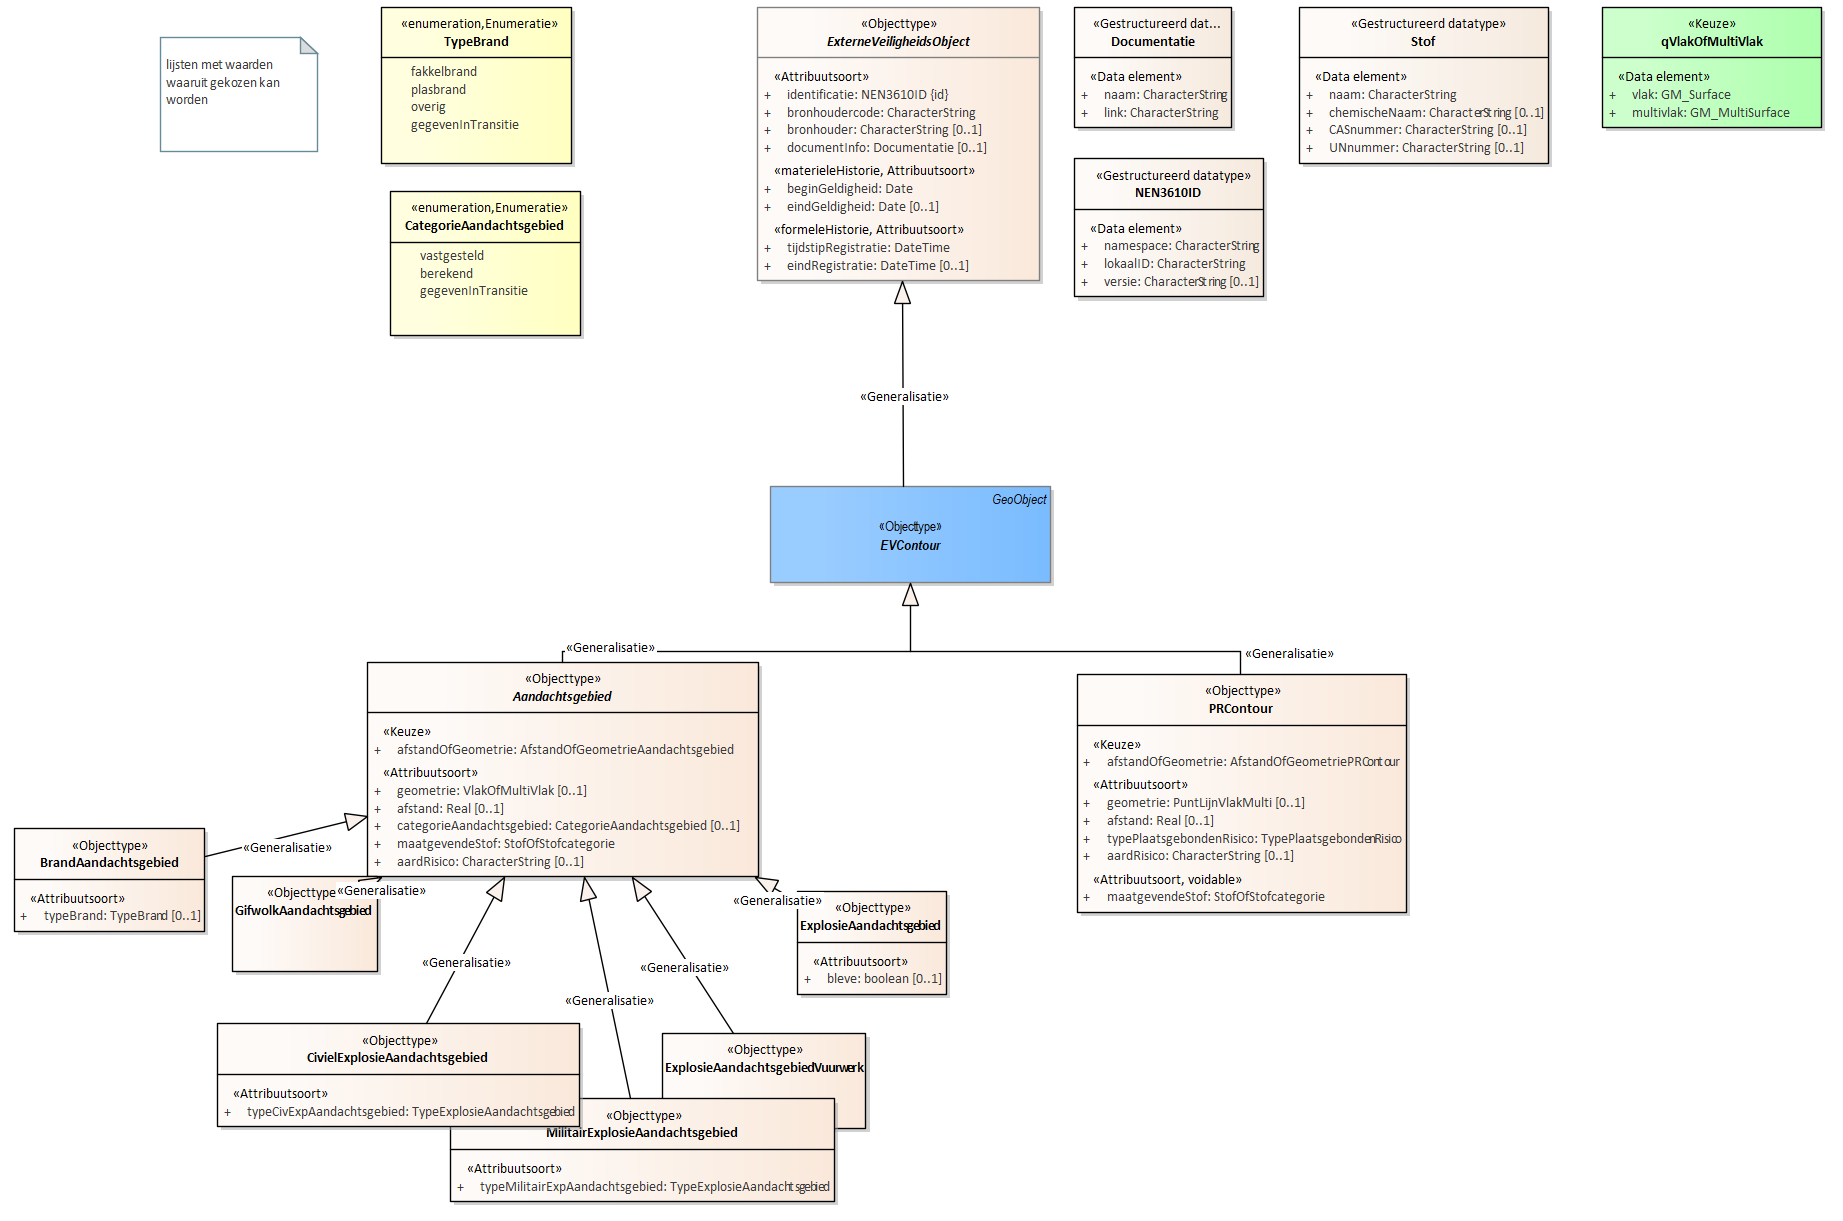 lijsten met waarden
waaruit gekozen kan
worden
«enumeration,Enumeratie»
TypeBrand
fakkelbrand
plasbrand
overig
gegevenInTransitie
«enumeration,Enumeratie»
CategorieAandachtsgebied
vastgesteld
berekend
gegevenInTransitie
«Objecttype»
ExterneVeiligheidsObject
«Attribuutsoort»
+ identificatie: NEN3610ID {id}
+ bronhoudercode: CharacterString
+ bronhouder: CharacterString [0..1]
+ documentInfo: Documentatie [0..1]
«materieleHistorie, Attribuutsoort»
+ beginGeldigheid: Date
+ eindGeldigheid: Date [0..1]
«formeleHistorie, Attribuutsoort»
+ tijdstipRegistratie: DateTime
+ eindRegistratie: DateTime [0..1]
«Gestructureerd dat...
Documentatie
«Data element»
+ naam: CharacterString
+ link: CharacterString
«Gestructureerd datatype»
NEN3610ID
«Data element»
+ namespace: CharacterString
+ lokaalID: CharacterString
+ versie: CharacterString [0..1]
«Gestructureerd datatype»
Stof
«Data element»
+ naam: CharacterString
+ chemischeNaam: CharacterString [0..1]
+ CASnummer: CharacterString [0..1]
+ UNnummer: CharacterString [0..1]
«Keuze»
qVlakOfMultiVlak
«Data element»
+ vlak: GM_Surface
+ multivlak: GM_MultiSurface
«Generalisatie»
GeoObject
«Objecttype»
EVContour
«Generalisatie»
«Generalisatie»
«Objecttype»
Aandachtsgebied
«Keuze»
+ afstandOfGeometrie: AfstandOfGeometrieAandachtsgebied
«Attribuutsoort»
+ geometrie: VlakOfMultiVlak [0..1]
+ afstand: Real [0..1]
+ categorieAandachtsgebied: CategorieAandachtsgebied [0..1]
+ maatgevendeStof: StofOfStofcategorie
+ aardRisico: CharacterString [0..1]
«Objecttype»
PRContour
«Keuze»
+ afstandOfGeometrie: AfstandOfGeometriePRContour
«Attribuutsoort»
+ geometrie: PuntLijnVlakMulti [0..1]
+ afstand: Real [0..1]
+ typePlaatsgebondenRisico: TypePlaatsgebondenRisico
+ aardRisico: CharacterString [0..1]
«Attribuutsoort, voidable»
+ maatgevendeStof: StofOfStofcategorie
«Generalisatie»
«Objecttype»
BrandAandachtsgebied
«Attribuutsoort»
+ typeBrand: TypeBrand [0..1]
«Generalisatie»
«Objecttype
GifwolkAandachtsgebied
«Generalisatie»
«Objecttype»
ExplosieAandachtsgebied
«Attribuutsoort»
+ bleve: boolean [0..1]
«Generalisatie»
«Generalisatie»
«Generalisatie»
«Objecttype»
CivielExplosieAandachtsgebied
«Attribuutsoort»
+ typeCivExpAandachtsgebied: TypeExplosieAandachtsgebied
«Objecttype»
ExplosieAandachtsgebiedVuurwerk
«Objecttype»
MilitairExplosieAandachtsgebied
«Attribuutsoort»
+ typeMilitairExpAandachtsgebied: TypeExplosieAandachtsgebied